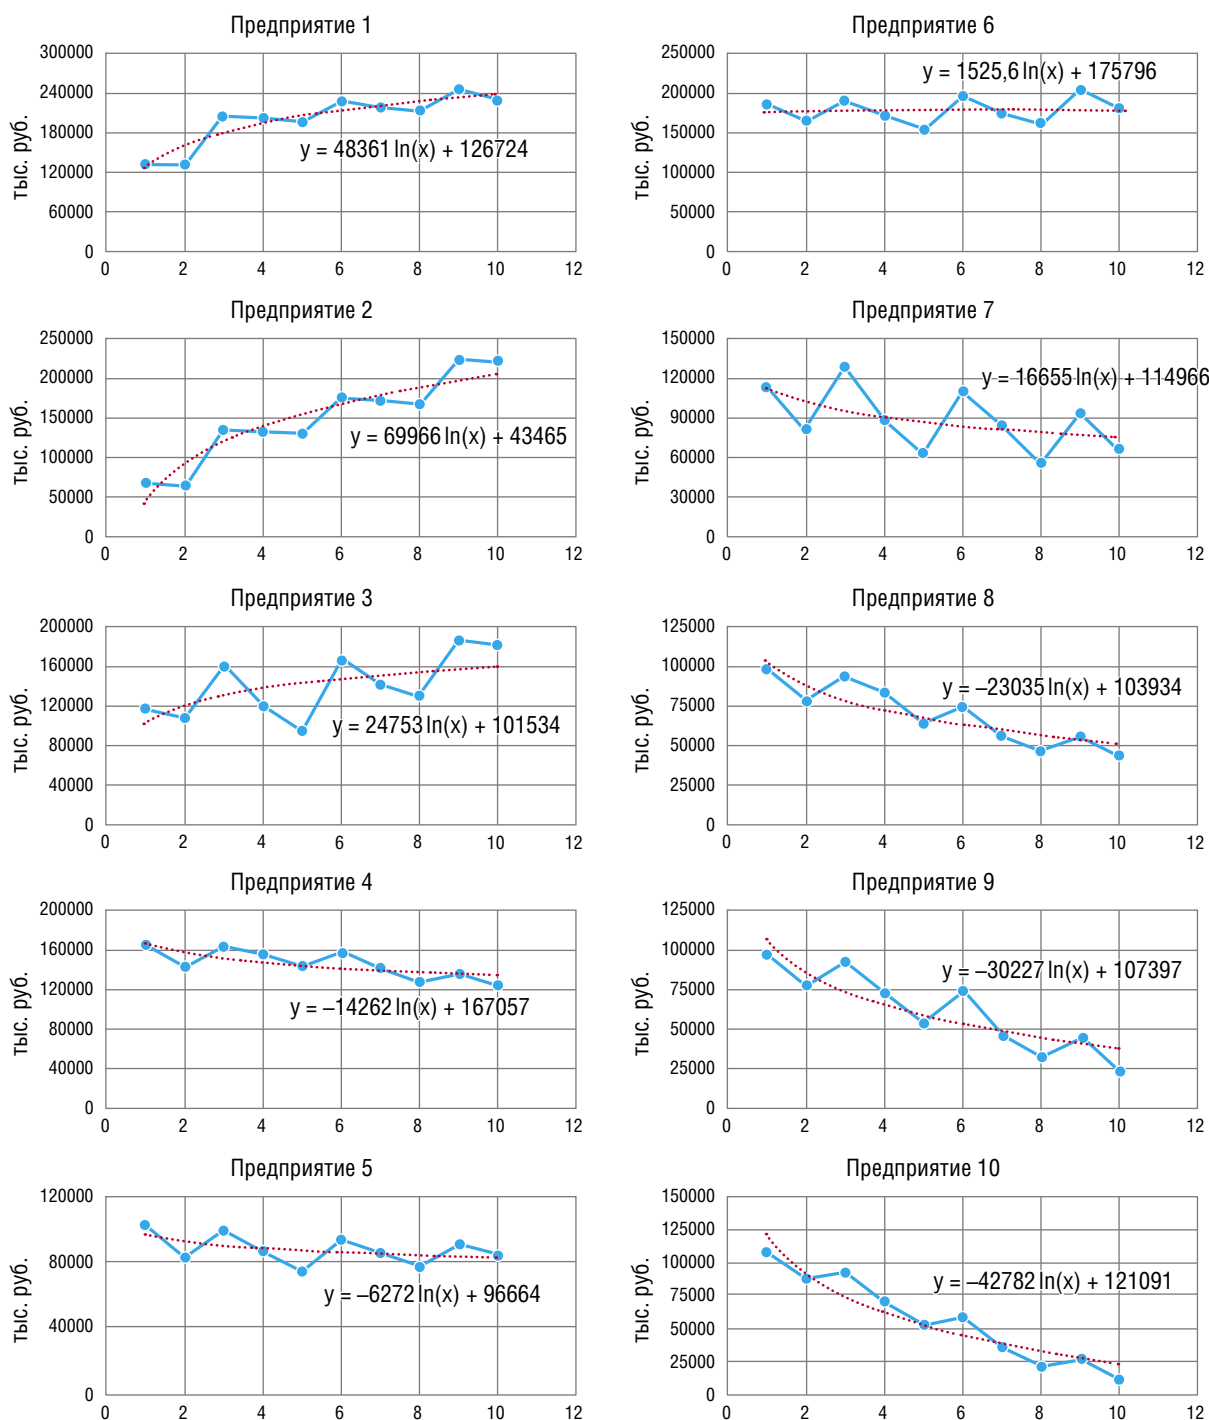 Предприятие 1
300000
240000
180000
120000
60000
0
тыс. руб.
y = 48361 ln(x) + 126724
0 2 4 6 8 10 12
Предприятие 2
250000
200000
150000
100000
50000
0
тыс. руб.
y = 69966 ln(x) + 43465
0 2 4 6 8 10 12
Предприятие 3
200000
160000
120000
80000
40000
0
тыс. руб.
y = 24753 ln(x) + 101534
0 2 4 6 8 10 12
Предприятие 4
200000
160000
120000
80000
40000
0
тыс. руб.
y = –14262 ln(x) + 167057
0 2 4 6 8 10 12
Предприятие 5
120000
80000
40000
0
тыс. руб.
y = –6272 ln(x) + 96664
0 2 4 6 8 10 12
Предприятие 6
250000
200000
150000
100000
50000
0
тыс. руб.
y = 1525,6 ln(x) + 175796
0 2 4 6 8 10 12
Предприятие 7
150000
120000
90000
60000
30000
0
тыс. руб.
y = 16655 ln(x) + 114966
0 2 4 6 8 10 12
Предприятие 8
125000
100000
75000
50000
25000
0
тыс. руб.
y = –23035 ln(x) + 103934
0 2 4 6 8 10 12
Предприятие 9
125000
100000
75000
50000
25000
0
тыс. руб.
y = –30227 ln(x) + 107397
0 2 4 6 8 10 12
Предприятие 10
150000
125000
100000
75000
50000
25000
0
тыс. руб.
y = –42782 ln(x) + 121091
0 2 4 6 8 10 12